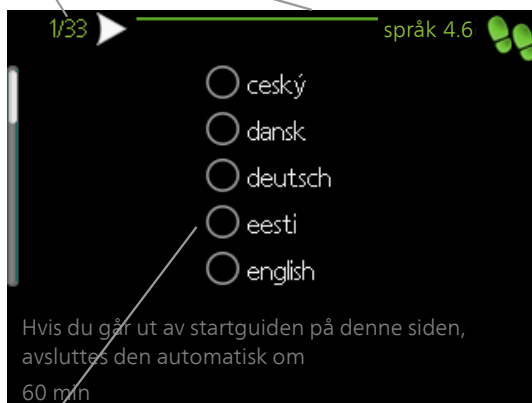 1/33
språk 4.6
ceský
dansk
deutsch
eesti
english
Hvis du går ut av startguiden på denne siden,
avsluttes den automatisk om
60 min